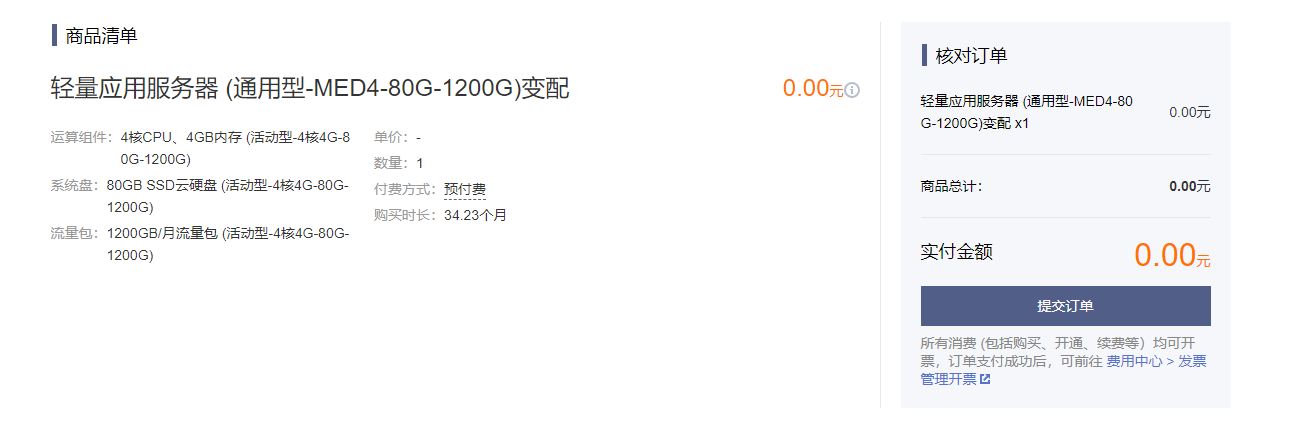 商品清单
轻量应用服务器 (通用型-MED4-80G-1200G)变配
0.00元
运算组件：4核CPU、4GB内存 (活动型-4核4G-8
0G-1200G)
系统盘：80GB SSD云硬盘 (活动型-4核4G-80G-
1200G)
流量包：1200GB/月流量包 (活动型-4核4G-80G-
1200G)
单价：-
数量：1
付费方式：预付费
购买时长：34.23个月
核对订单
轻量应用服务器 (通用型-MED4-80
G-1200G)变配 x1
0.00元
商品总计：
0.00元
实付金额
0.00元
提交订单
所有消费 (包括购买、开通、续费等）均可开
票，订单支付成功后，可前往 费用中心 > 发票
管理开票